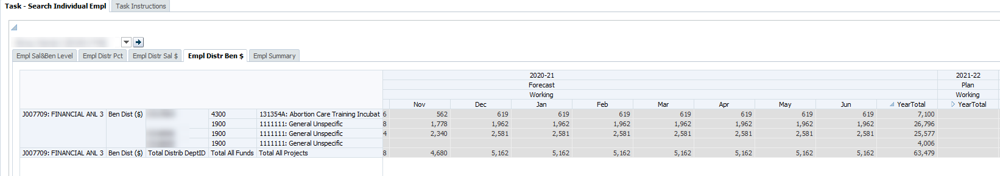 Task - Search Individual Empl Task Instructions
Empl Sal&Ben Level Empl Distr Pct Empl Distr Sal $ Empl Distr Ben $ Empl Summary
2020-21 2021-22
Forecast Plan
Working Working
Nov Dec Jan Feb Mar Apr May Jun YearTotal YearTotal
J007709: FINANCIAL ANL 3 Ben Dist ($) 4300 131354A: Abortion Care Training Incubat 6 562 619 619 619 619 619 619 619 7,100
1900 1111111: General Unspecific 8 1,778 1,962 1,962 1,962 1,962 1,962 1,962 1,962 26,796
1900 1111111: General Unspecific 4 2,340 2,581 2,581 2,581 2,581 2,581 2,581 2,581 25,577
1900 1111111: General Unspecific 4,006
J007709: FINANCIAL ANL 3 Ben Dist ($) Total Distrib DeptID Total All Funds Total All Projects 8 4,680 5,162 5,162 5,162 5,162 5,162 5,162 5,162 63,479